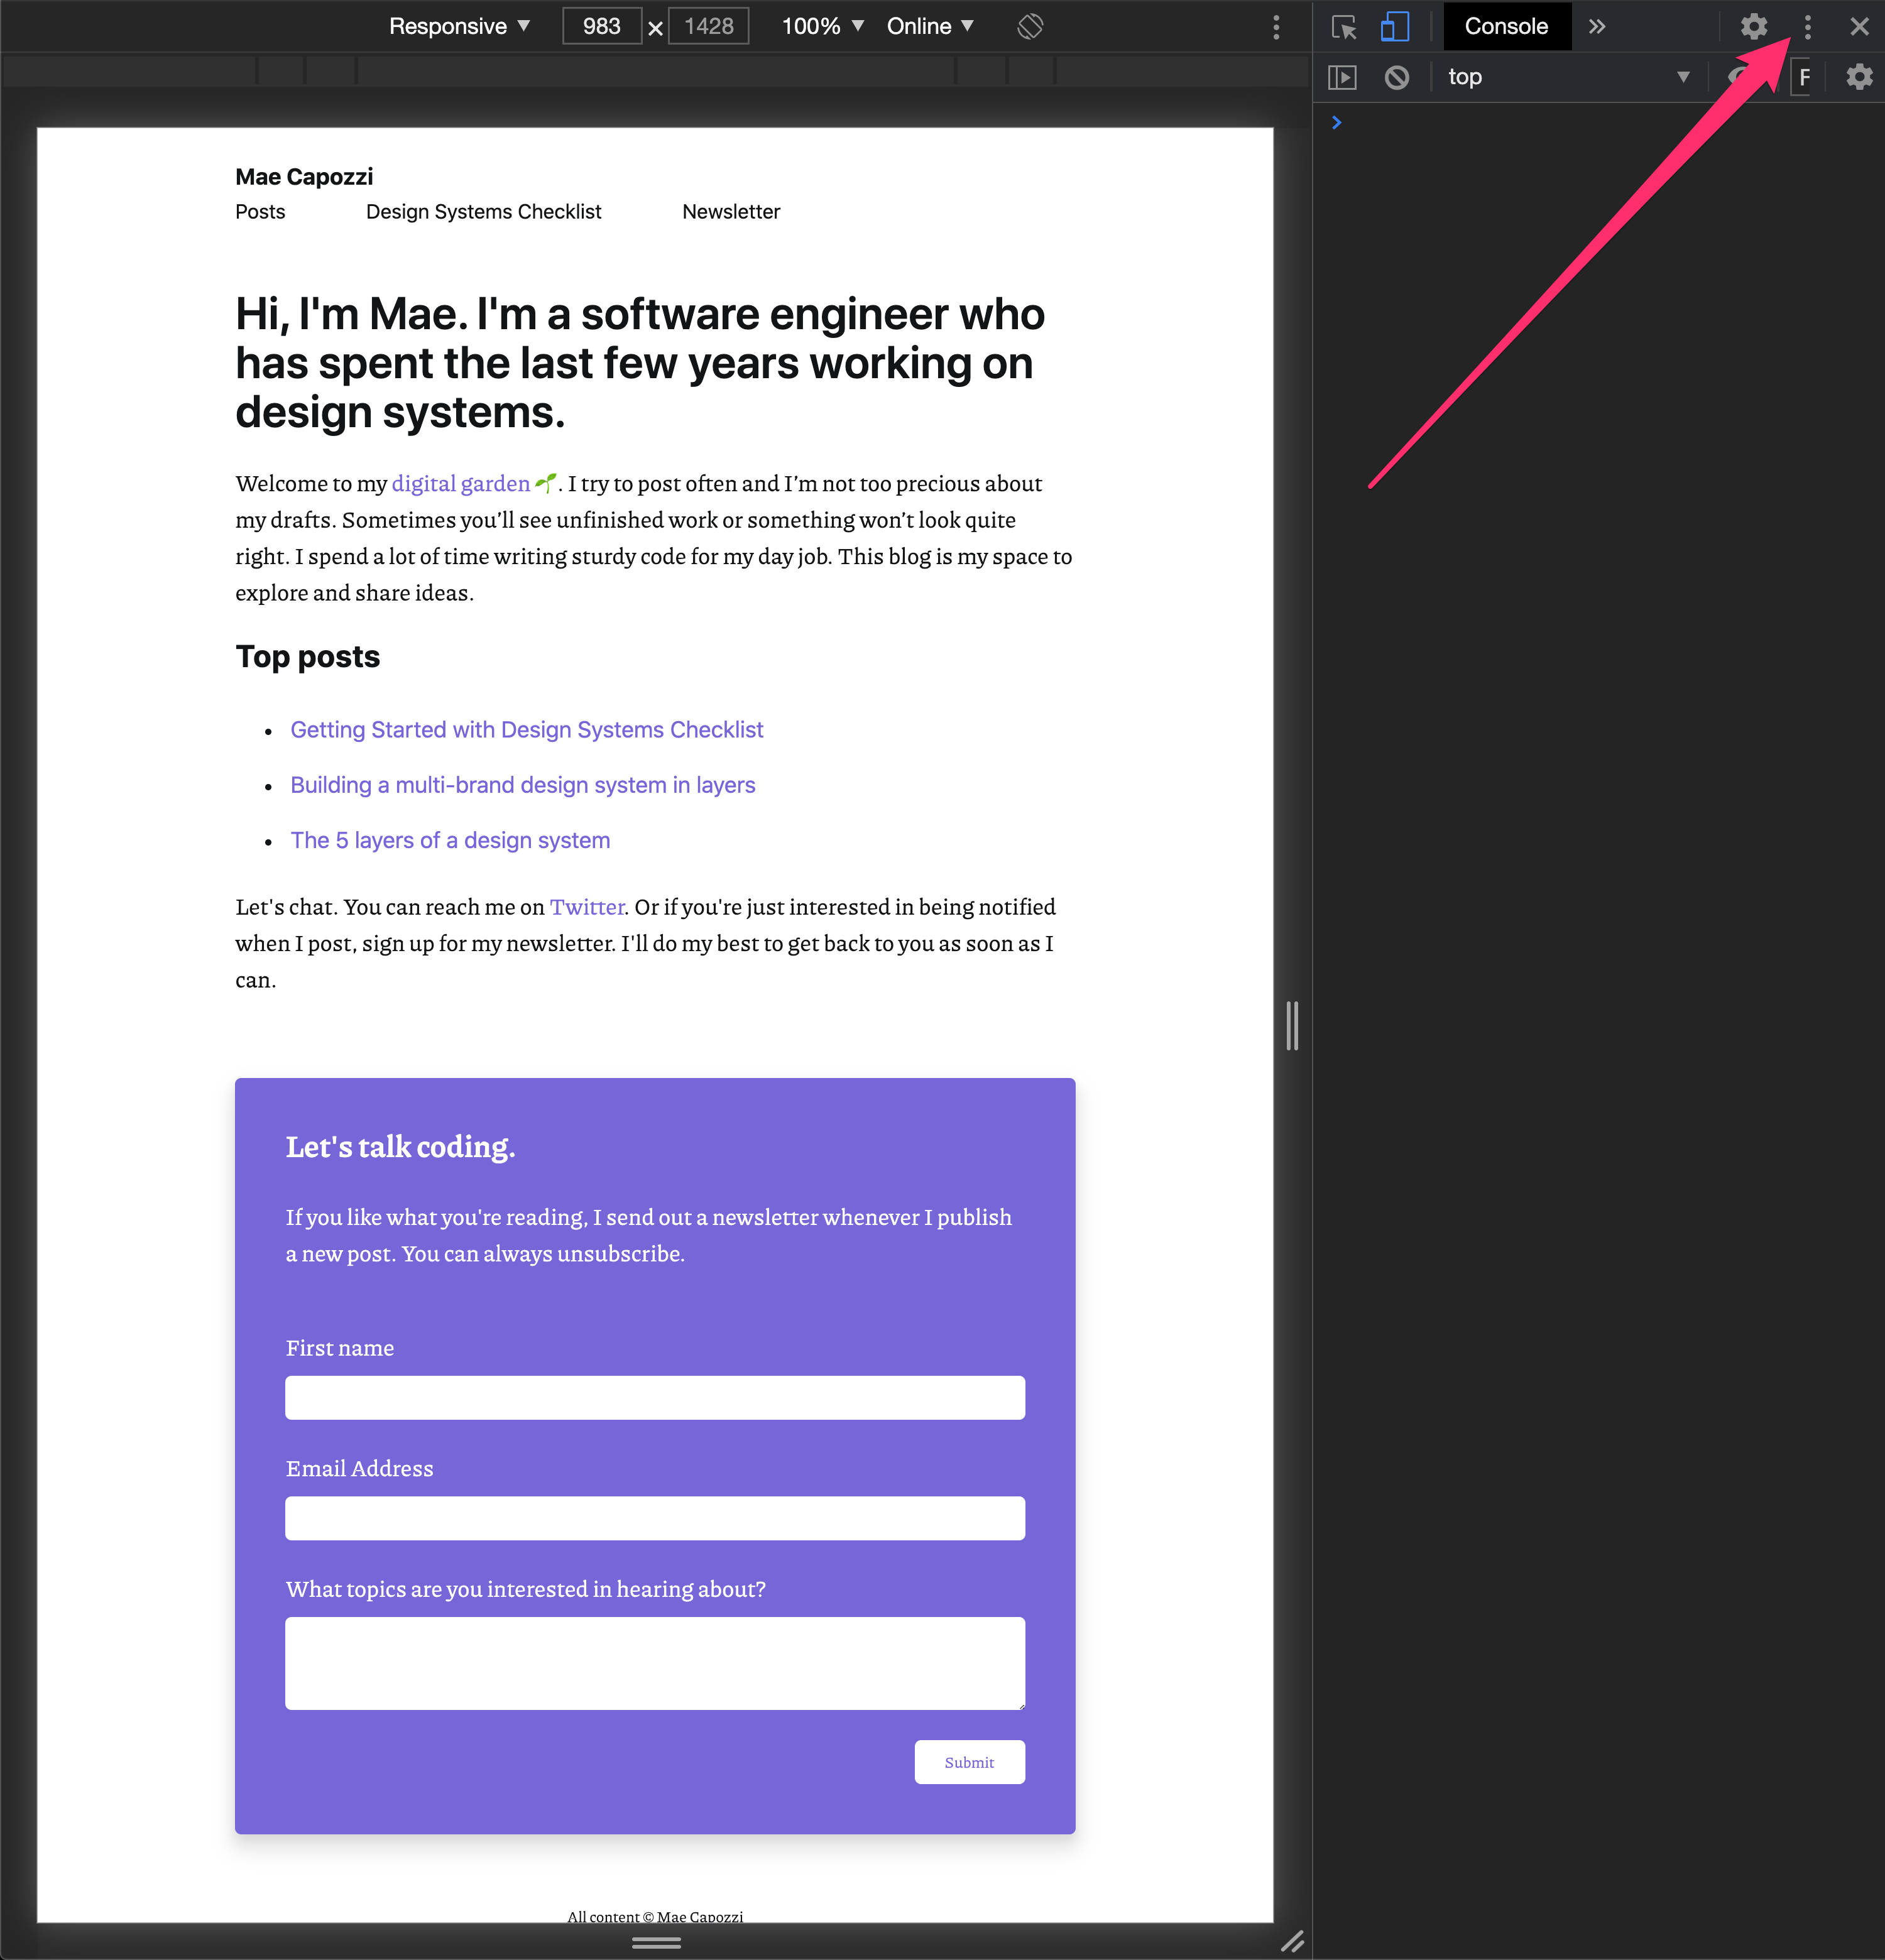 Responsive 983 × 1428 100% Online
Console
top
F
Mae Capozzi
Posts Design Systems Checklist Newsletter
Hi, I'm Mae. I'm a software engineer who
has spent the last few years working on
design systems.
Welcome to my digital garden 🌱. I try to post often and I’m not too precious about
my drafts. Sometimes you’ll see unfinished work or something won’t look quite
right. I spend a lot of time writing sturdy code for my day job. This blog is my space to
explore and share ideas.
Top posts
• Getting Started with Design Systems Checklist
• Building a multi-brand design system in layers
• The 5 layers of a design system
Let's chat. You can reach me on Twitter. Or if you're just interested in being notified
when I post, sign up for my newsletter. I'll do my best to get back to you as soon as I
can.
Let's talk coding.
If you like what you're reading, I send out a newsletter whenever I publish
a new post. You can always unsubscribe.
First name
Email Address
What topics are you interested in hearing about?
Submit
All content © Mae Capozzi